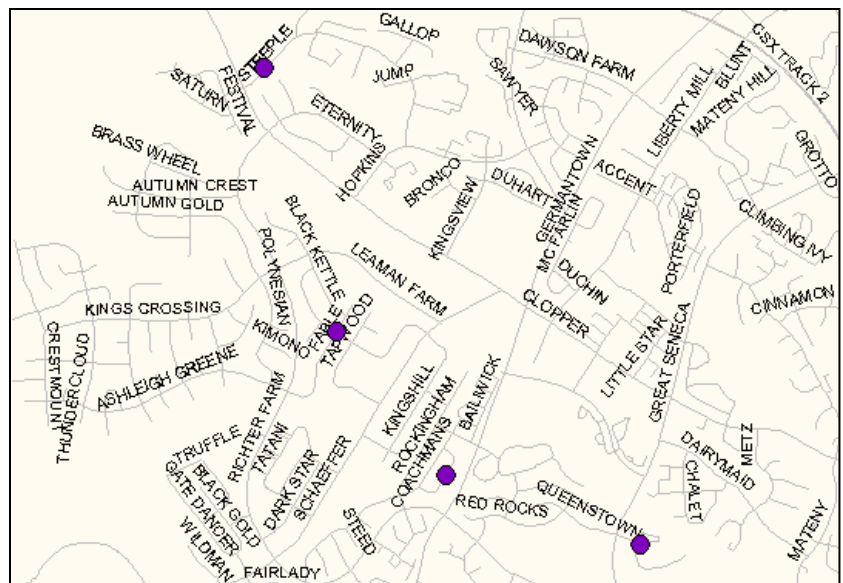 GALLOP
STEEPLE
DAWSON FARM
CSX TRACK 2
BLUNT
LIBERTY MILL
MATENY HILL
SATURN
FESTIVAL
JUMP
SAWYER
ETERNITY
HOPKINS
BRASS WHEEL
AUTUMN CREST
AUTUMN GOLD
BRONCO
DUHART
KINGSVIEW
ACCENT
GERMANTOWN
MC FARLIN
GROTTO
PORTERFIELD
CLIMBING IVY
BLACK KETTLE
POLYNESIAN
LEAMAN FARM
DUCHIN
CLOPPER
CINNAMON
KINGS CROSSING
KIMONO
FABLE
TAPWOOD
LITTLE STAR
GREAT SENECA
CRESTMOUNT
THUNDERCLOUD
ASHLEIGH GREENE
KINGSHILL
ROCKINGHAM
COACHMANS
BAILWICK
RICHTER FARM
TATANI
TRUFFLE
BLACK GOLD
GATE DANCER
WILDMAN
DARK STAR
SCHAEFFER
STEED
FAIRLADY
RED ROCKS
QUEENSTOWN
DAIRYMAID
METZ
CHALET
MATENY